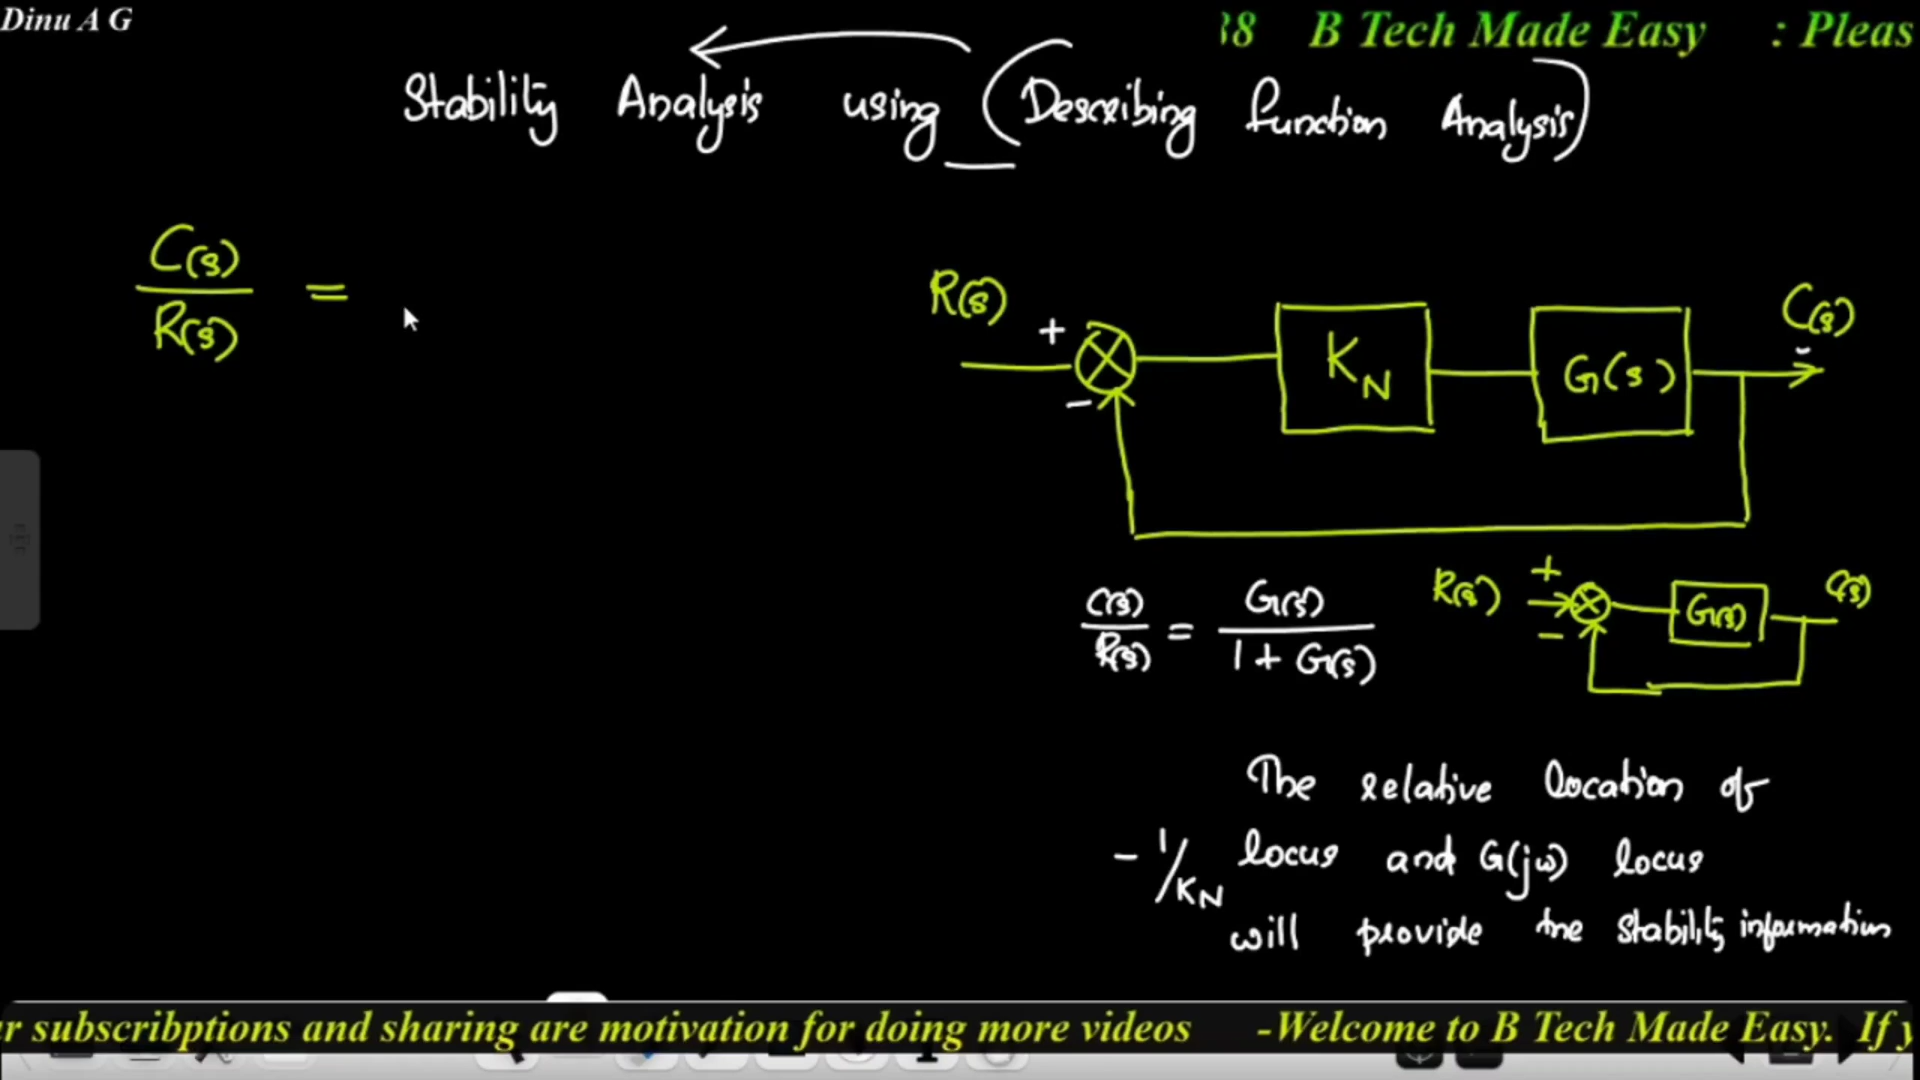 Dinu A G
38 B Tech Made Easy : Pleas
Stability Analysis using (Describing function Analysis)
C(s)/R(s) =
R(s) + - K_N G(s) C(s)
C(s)/R(s) = G(s)/(1 + G(s))
R(s) + - G(s) C(s)
The relative location of
-1/K_N locus and G(jω) locus
will provide the stability information
r subscribptions and sharing are motivation for doing more videos -Welcome to B Tech Made Easy. If y